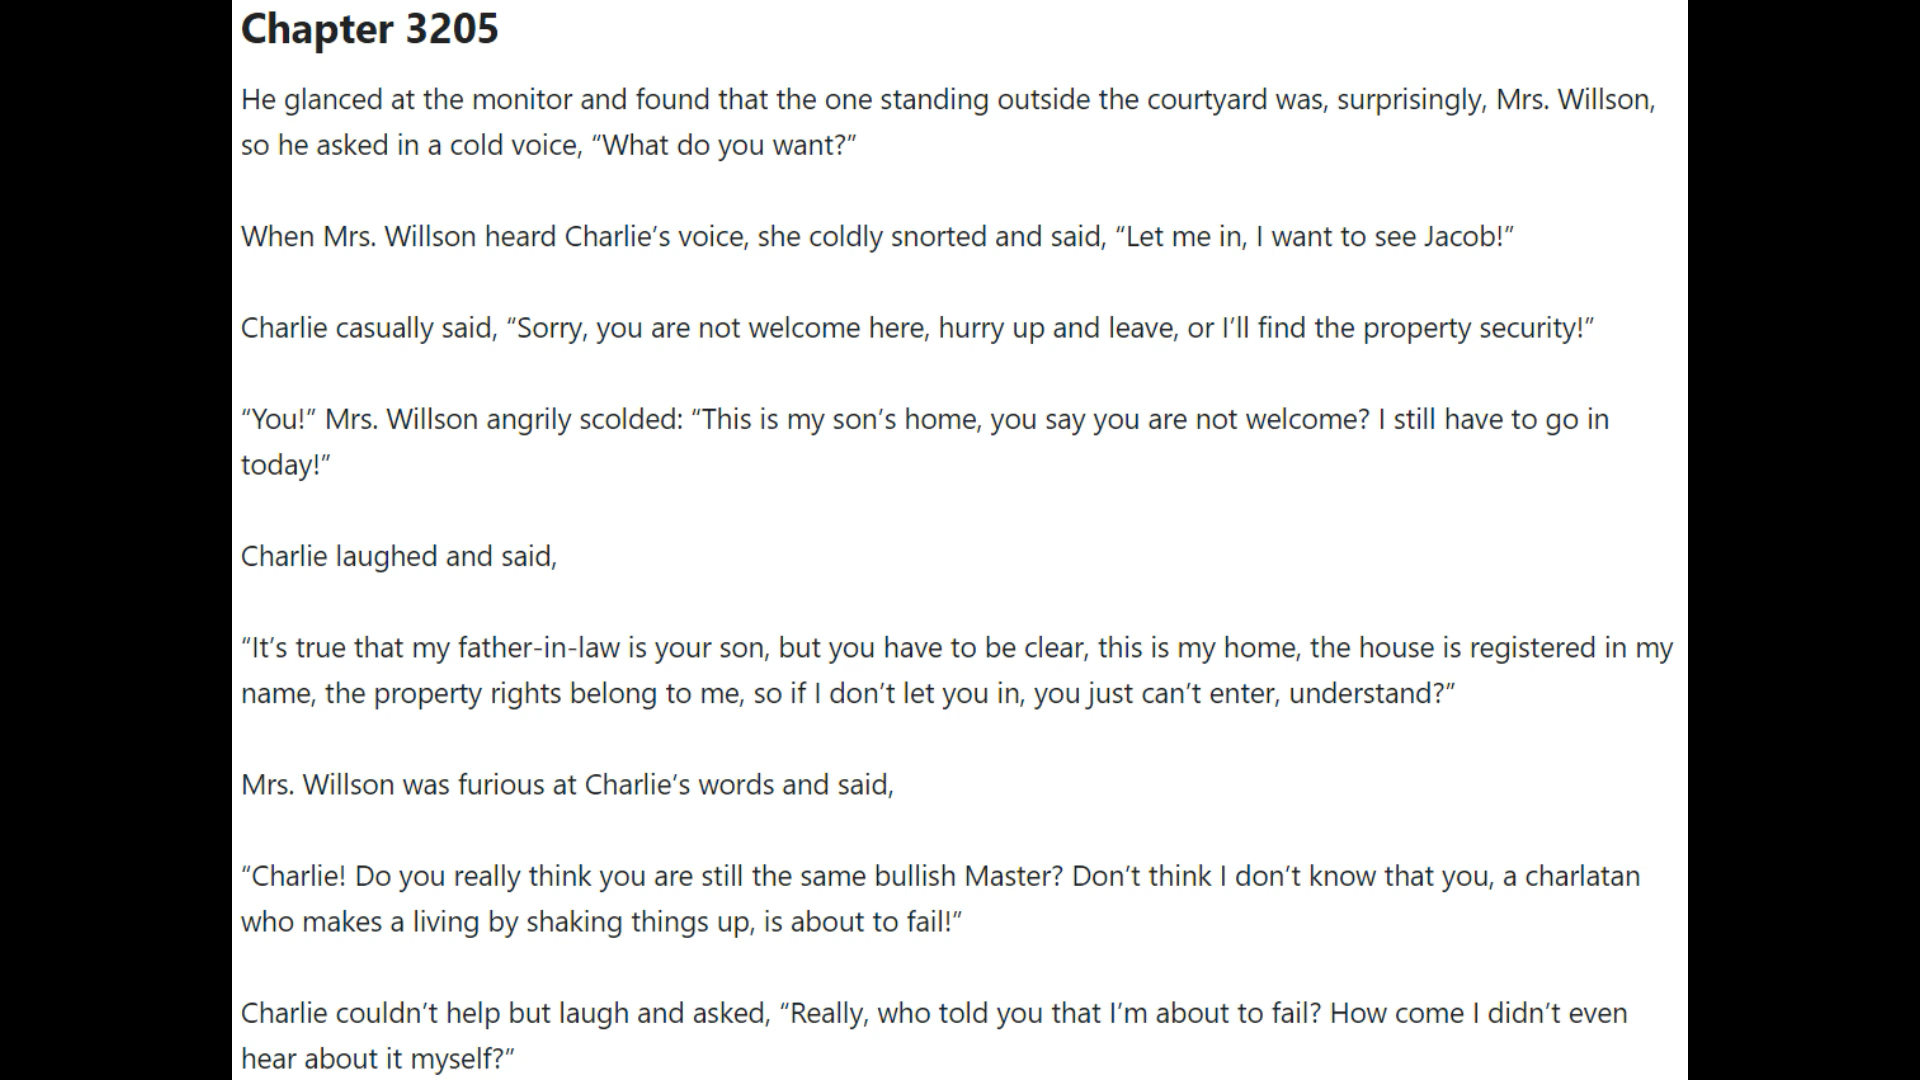 Chapter 3205
He glanced at the monitor and found that the one standing outside the courtyard was, surprisingly, Mrs. Willson,
so he asked in a cold voice, “What do you want?”
When Mrs. Willson heard Charlie’s voice, she coldly snorted and said, “Let me in, I want to see Jacob!”
Charlie casually said, “Sorry, you are not welcome here, hurry up and leave, or I’ll find the property security!”
“You!” Mrs. Willson angrily scolded: “This is my son’s home, you say you are not welcome? I still have to go in
today!”
Charlie laughed and said,
“It’s true that my father-in-law is your son, but you have to be clear, this is my home, the house is registered in my
name, the property rights belong to me, so if I don’t let you in, you just can’t enter, understand?”
Mrs. Willson was furious at Charlie’s words and said,
“Charlie! Do you really think you are still the same bullish Master? Don’t think I don’t know that you, a charlatan
who makes a living by shaking things up, is about to fail!”
Charlie couldn’t help but laugh and asked, “Really, who told you that I’m about to fail? How come I didn’t even
hear about it myself?”